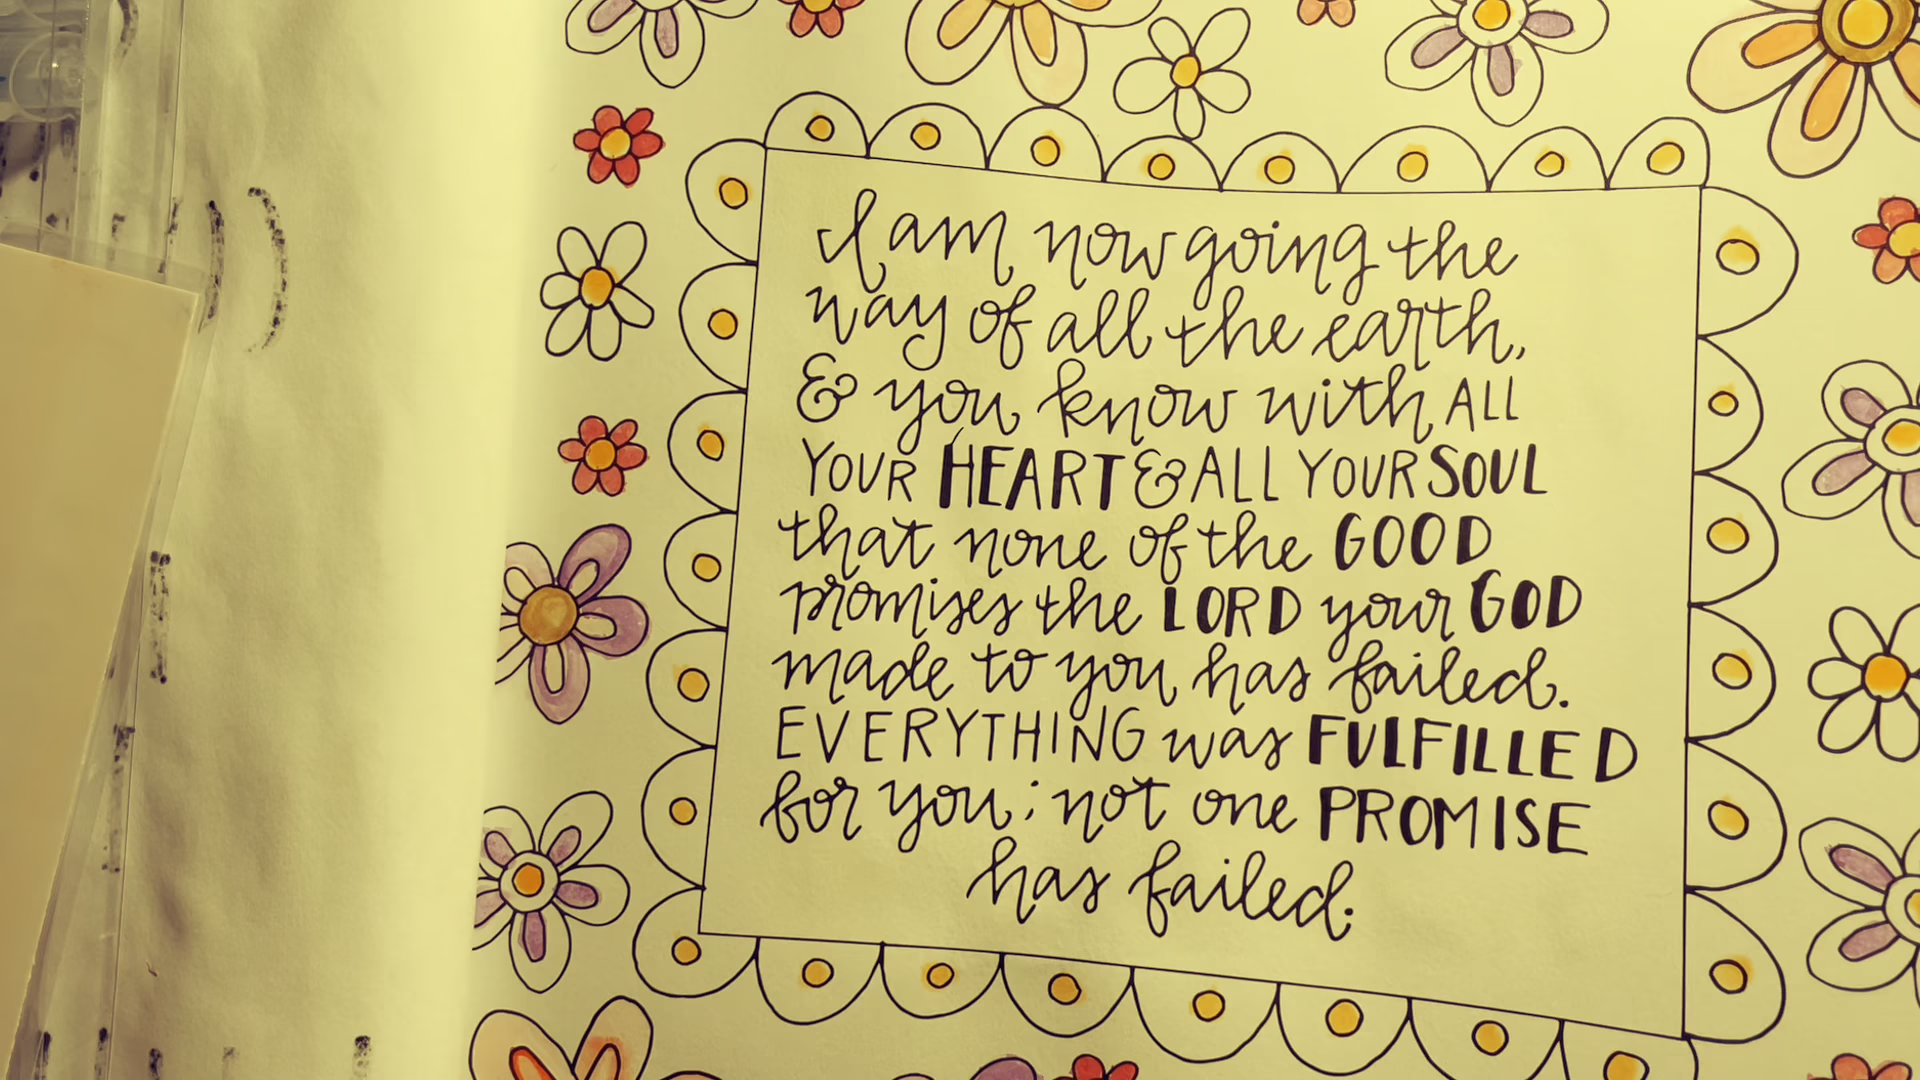 I am now going the
way of all the earth,
& you know with ALL
YOUR HEART & ALL YOUR SOUL
that none of the GOOD
promises the LORD your GOD
made to you has failed.
EVERYTHING was FULFILLED
for you; not one PROMISE
has failed.